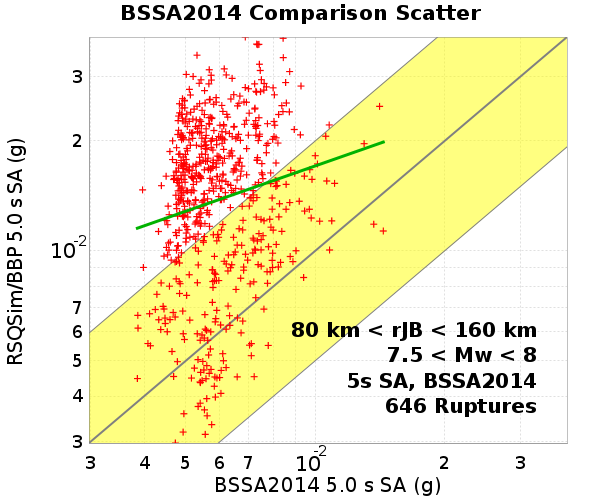 BSSA2014 Comparison Scatter
RSQSim/BBP 5.0 s SA (g)
3
2
10-2
7
6
5
4
3
80 km < rJB < 160 km
7.5 < Mw < 8
5s SA, BSSA2014
646 Ruptures
3 4 5 6 7 10-2 2 3
BSSA2014 5.0 s SA (g)